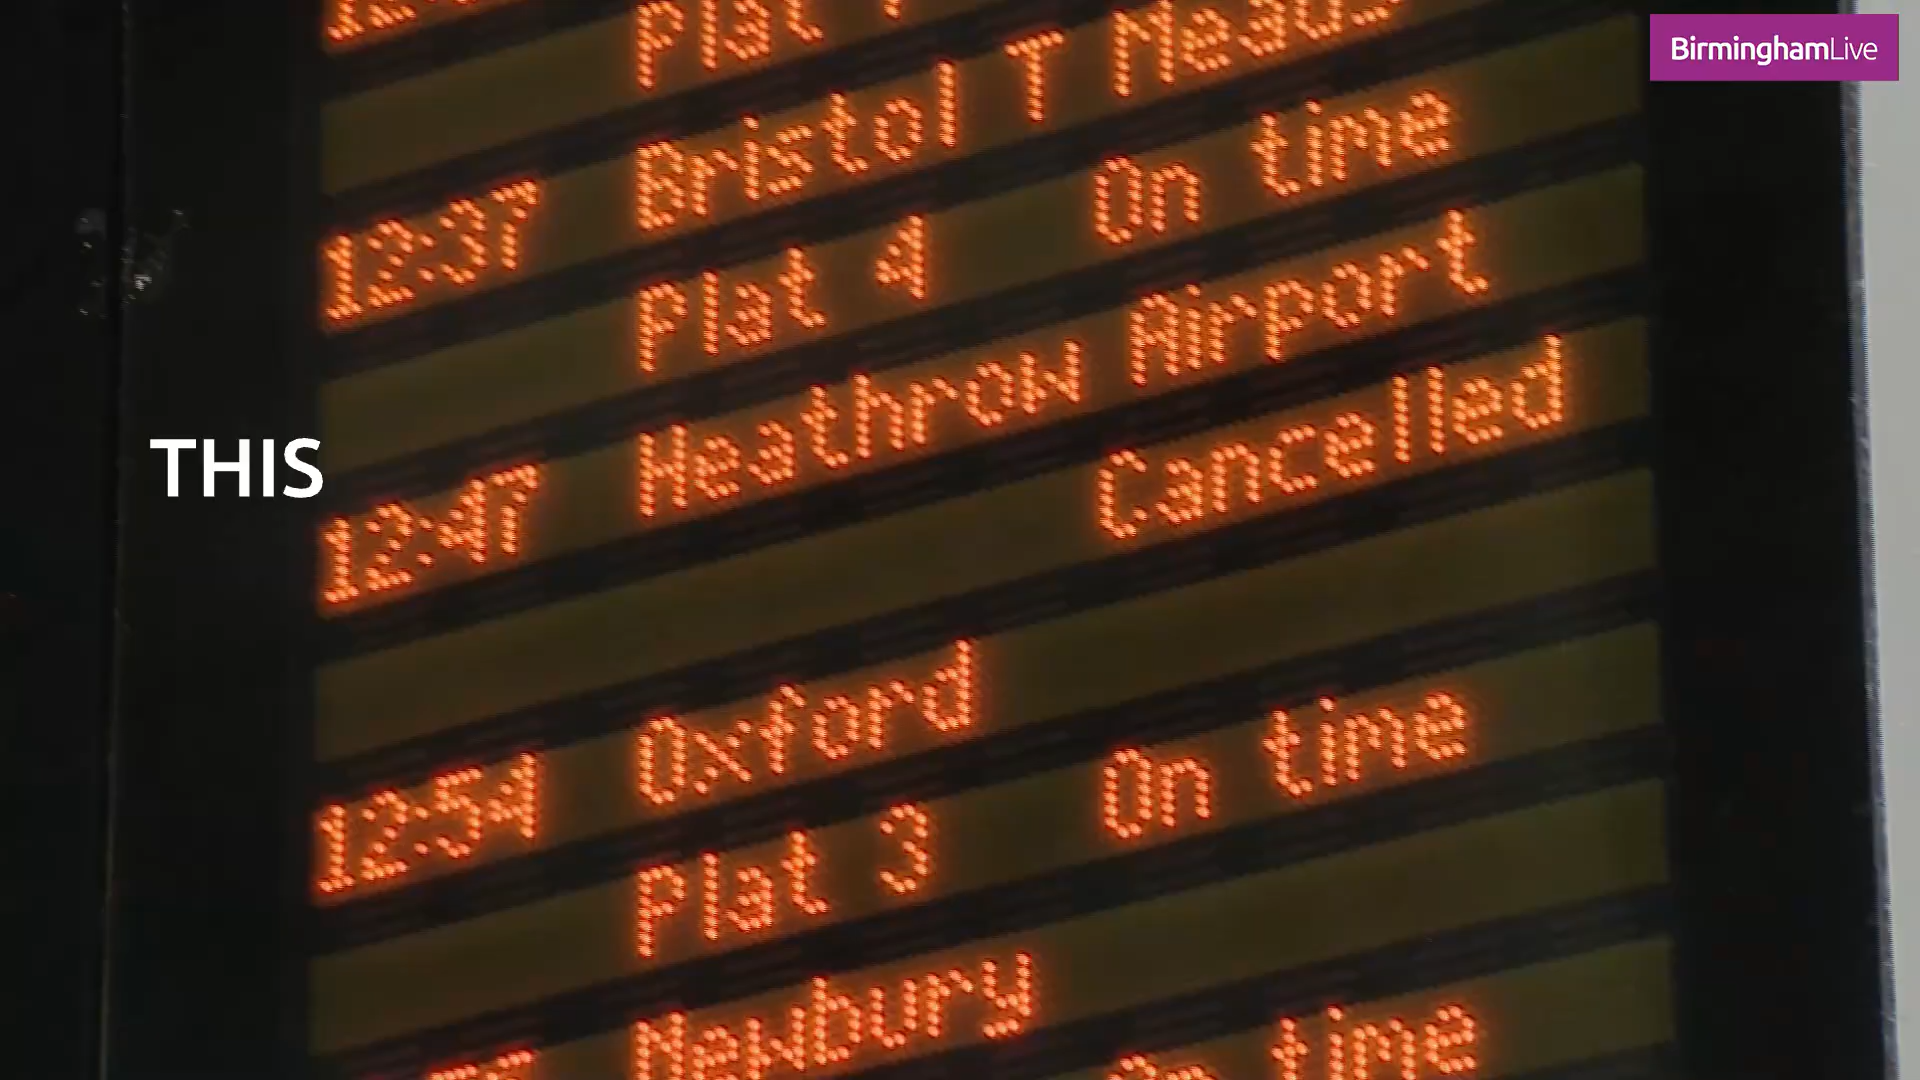 BirminghamLive
Plat
12:37 Bristol T Meads
Plat 4 On time
THIS
12:47 Heathrow Airport
Cancelled
12:54 Oxford
Plat 3 On time
Newbury
On time